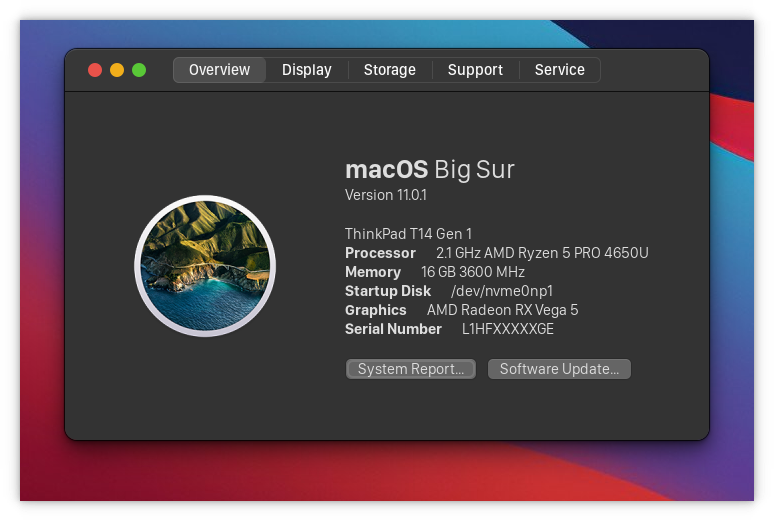 Overview Display Storage Support Service
macOS Big Sur
Version 11.0.1
ThinkPad T14 Gen 1
Processor 2.1 GHz AMD Ryzen 5 PRO 4650U
Memory 16 GB 3600 MHz
Startup Disk /dev/nvme0np1
Graphics AMD Radeon RX Vega 5
Serial Number L1HFXXXXXGE
System Report... Software Update...